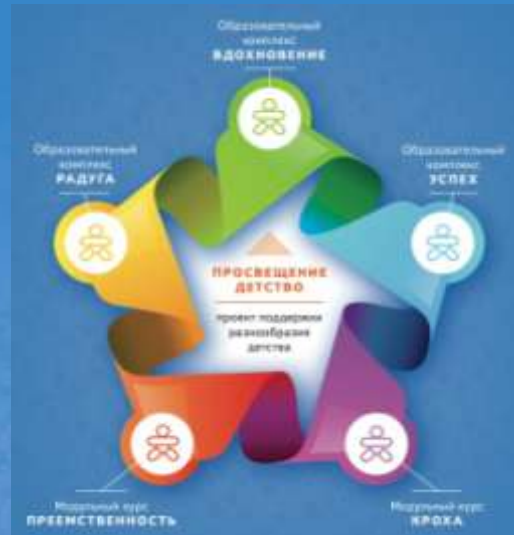 Образовательный
комплекс
ВДОХНОВЕНИЕ
Образовательный
комплекс
РАДУГА
Образовательный
комплекс
УСПЕХ
ПРОСВЕЩЕНИЕ
ДЕТСТВО
проект поддержки
разнообразия
детства
Модульный курс
ПРЕЕМСТВЕННОСТЬ
Модульный курс
КРОХА